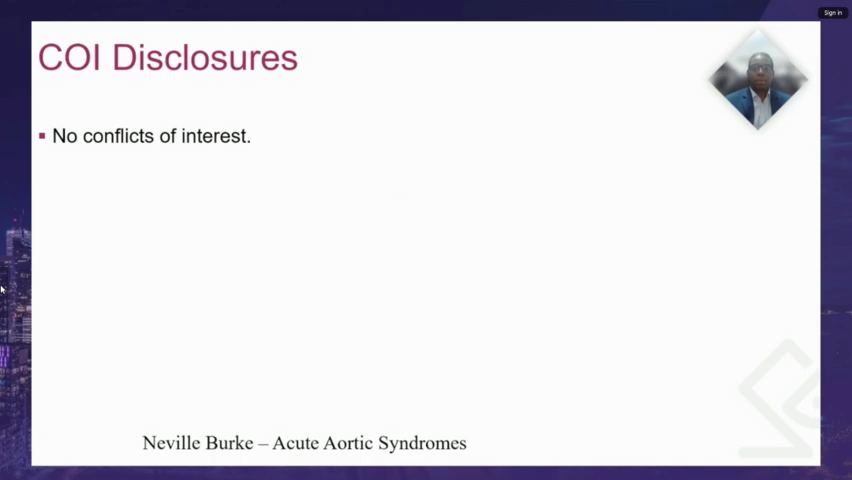 Sign in
COI Disclosures
▪ No conflicts of interest.
Neville Burke – Acute Aortic Syndromes